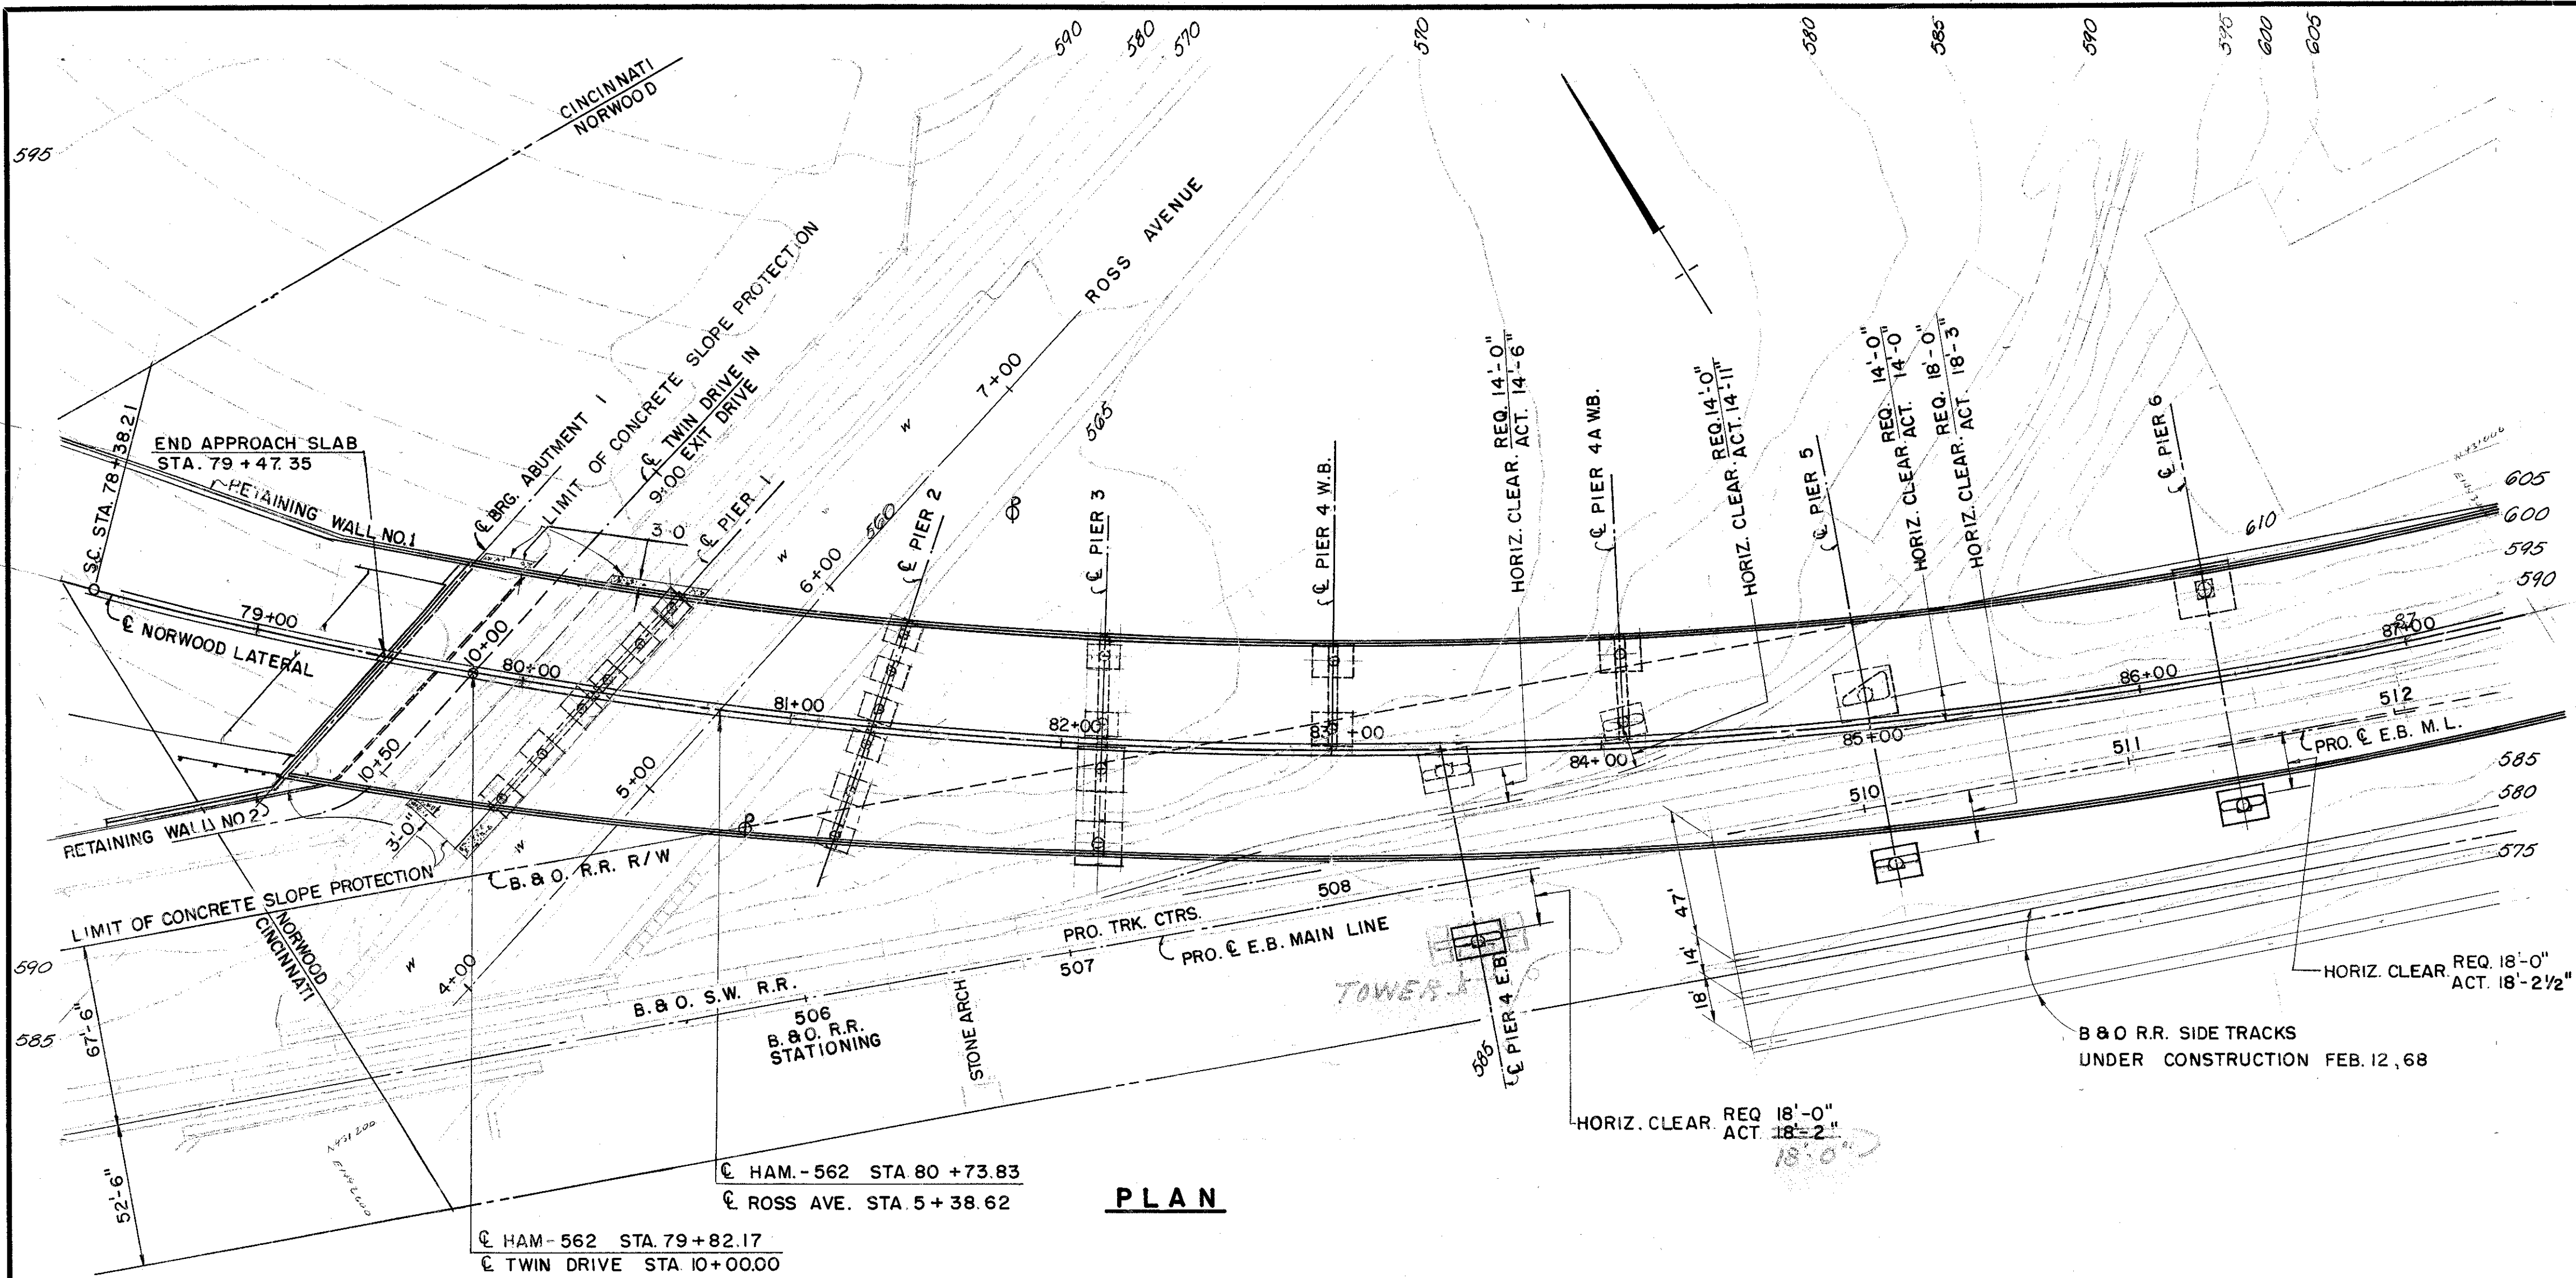 590
580
570
570
580
585
590
595
600
605
CINCINNATI
NORWOOD
595
S.C. STA. 78+38.21
END APPROACH SLAB
STA. 79+47.35
RETAINING WALL NO.1
℄ BRG. ABUTMENT 1
LIMIT OF CONCRETE SLOPE PROTECTION
℄ TWIN DRIVE IN
EXIT DRIVE
9+00
3'-0"
℄ PIER 1
ROSS AVENUE
7+00
6+00
560
565
5+00
4+00
W
W
W
W
W
℄ PIER 2
℄ PIER 3
℄ PIER 4 W.B.
HORIZ. CLEAR. REQ. 14'-0"
ACT. 14'-6"
℄ PIER 4A W.B.
HORIZ. CLEAR. REQ. 14'-0"
ACT. 14'-11"
℄ PIER 5
HORIZ. CLEAR. REQ. 14'-0"
ACT. 14'-0"
HORIZ. CLEAR. REQ. 18'-0"
ACT. 18'-3"
℄ PIER 6
N 431000
610
605
600
595
590
79+00
℄ NORWOOD LATERAL
10+00
80+00
81+00
82+00
83+00
84+00
85+00
86+00
87
87+00
10+50
RETAINING WALL NO 2
3'-0"
LIMIT OF CONCRETE SLOPE PROTECTION
℄ B. & O. R.R. R/W
NORWOOD
CINCINNATI
512
511
510
PRO. ℄ E.B. M.L.
585
580
575
508
PRO. TRK. CTRS.
PRO. ℄ E.B. MAIN LINE
507
B. & O. S.W. R.R.
506
B. & O. R.R.
STATIONING
STONE ARCH
TOWER
585
℄ PIER 4 E.B.
47'
14'
18'
HORIZ. CLEAR. REQ. 18'-0"
ACT. 18'-2½"
B & O R.R. SIDE TRACKS
UNDER CONSTRUCTION FEB. 12, 68
HORIZ. CLEAR. REQ 18'-0"
ACT. 18'-2"
18'-0"
590
585
67'-6"
52'-6"
N 431 200
℄ HAM.-562 STA. 80+73.83
℄ ROSS AVE. STA. 5+38.62
PLAN
℄ HAM-562 STA. 79+82.17
℄ TWIN DRIVE STA. 10+00.00